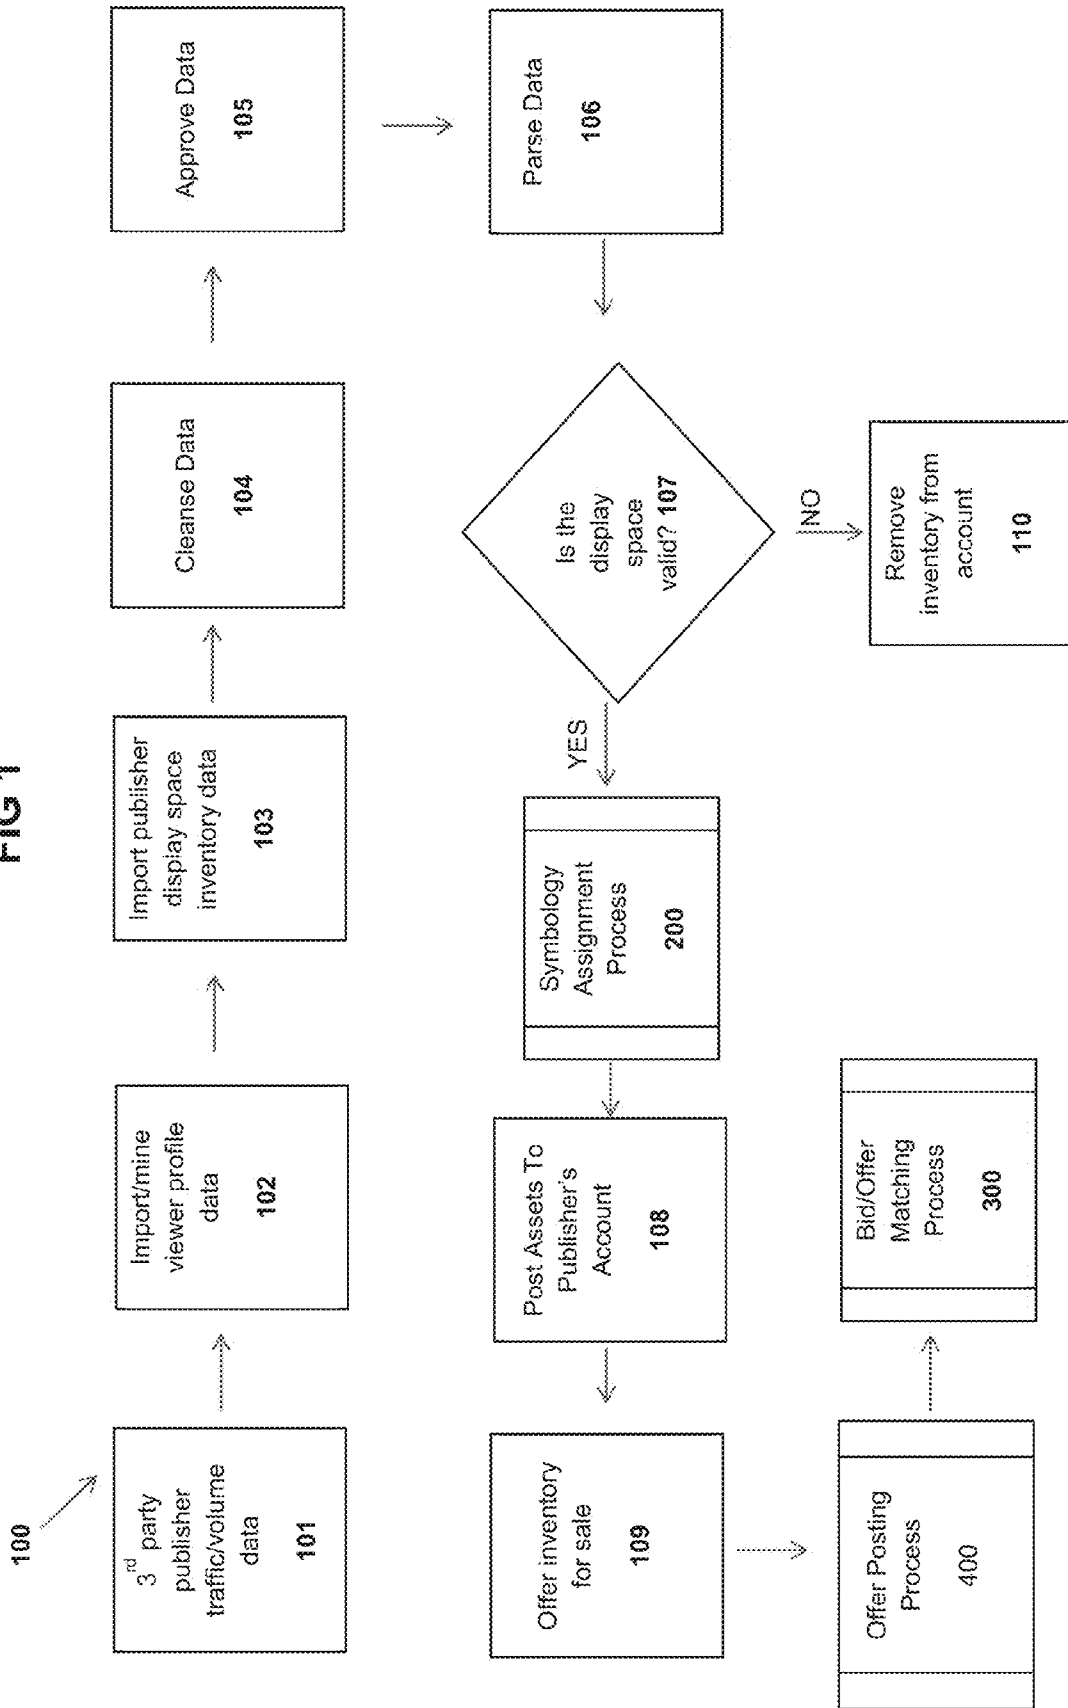 FIG 1
100
3rd party
publisher
traffic/volume
data
101
Import/mine
viewer profile
data
102
Import publisher
display space
inventory data
103
Cleanse Data
104
Approve Data
105
Parse Data
106
Is the
display
space
valid? 107
NO
Remove
inventory from
account
110
YES
Symbology
Assignment
Process
200
Post Assets To
Publisher's
Account
108
Offer inventory
for sale
109
Offer Posting
Process
400
Bid/Offer
Matching
Process
300